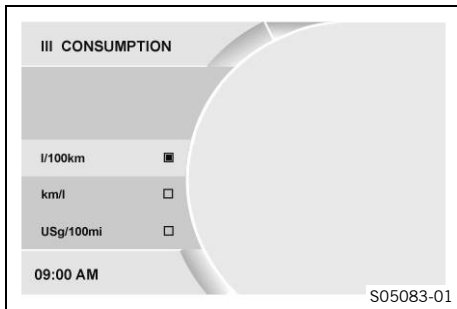 III CONSUMPTION
l/100km
km/l
USg/100mi
09:00 AM
S05083-01